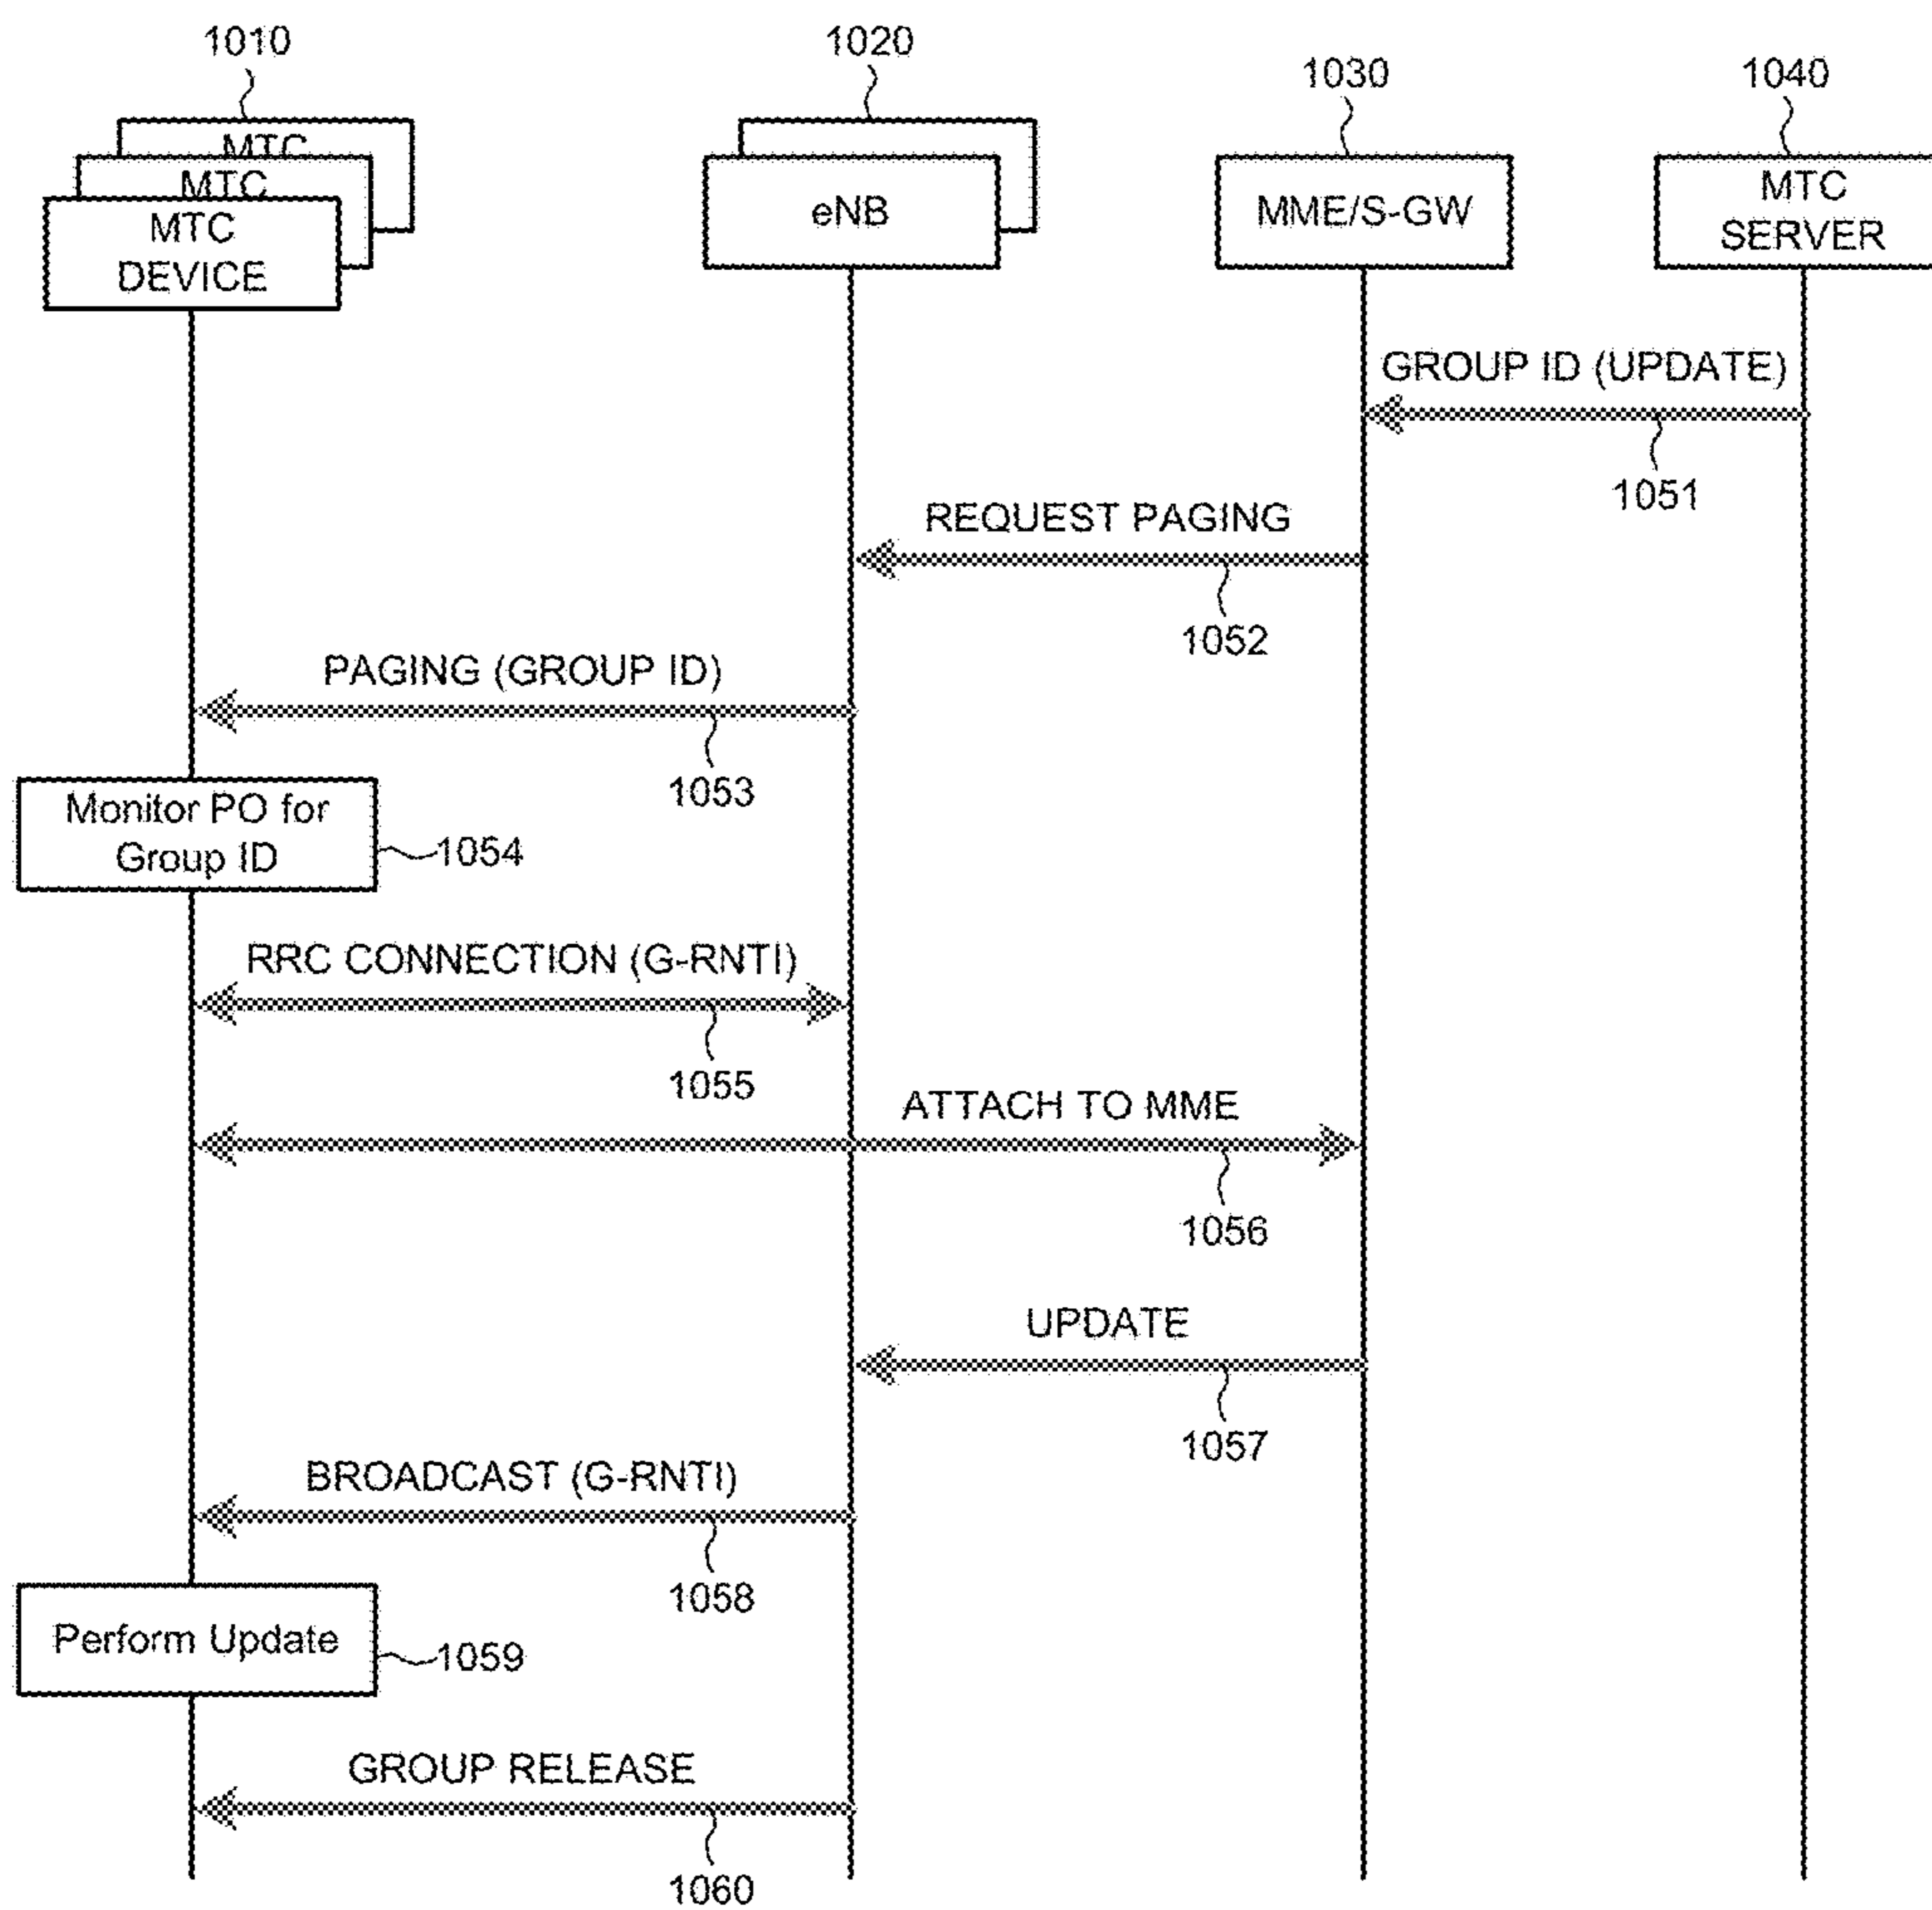 1010
1020
1030
1040
MTC
MTC
MTC
DEVICE
eNB
MME/S-GW
MTC
SERVER
GROUP ID (UPDATE)
1051
REQUEST PAGING
1052
PAGING (GROUP ID)
1053
Monitor PO for
Group ID
1054
RRC CONNECTION (G-RNTI)
1055
ATTACH TO MME
1056
UPDATE
1057
BROADCAST (G-RNTI)
1058
Perform Update
1059
GROUP RELEASE
1060